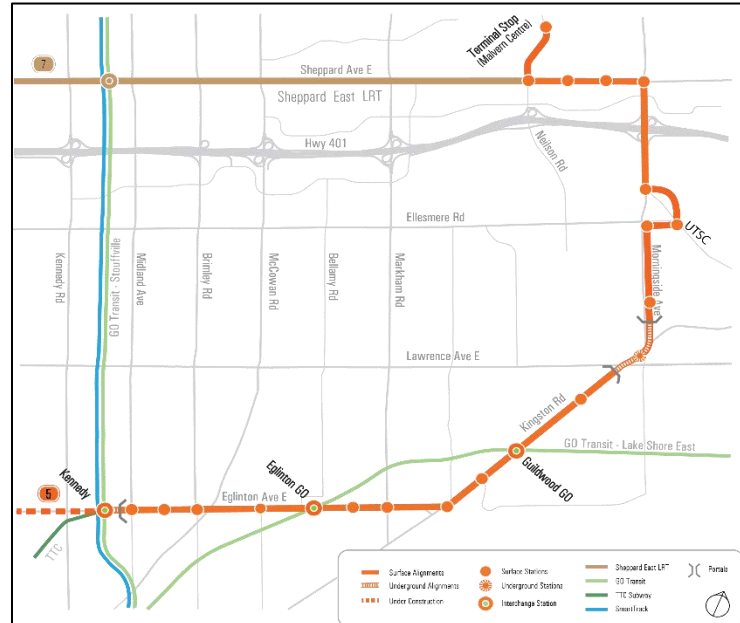 Terminal Stop
(Malvern Centre)
7
Sheppard Ave E
Sheppard East LRT
Hwy 401
Neilson Rd
Ellesmere Rd
UTSC
Kennedy Rd
GO Transit - Stouffville
Midland Ave
Brimley Rd
McCowan Rd
Bellamy Rd
Markham Rd
Morningside Ave
Lawrence Ave E
Kingston Rd
GO Transit - Lake Shore East
Guildwood GO
Kennedy
Eglinton GO
5
Eglinton Ave E
TTC
Surface Alignments
Underground Alignments
Under Construction
Surface Stations
Underground Stations
Interchange Station
Sheppard East LRT
GO Transit
TTC Subway
SmartTrack
Portals